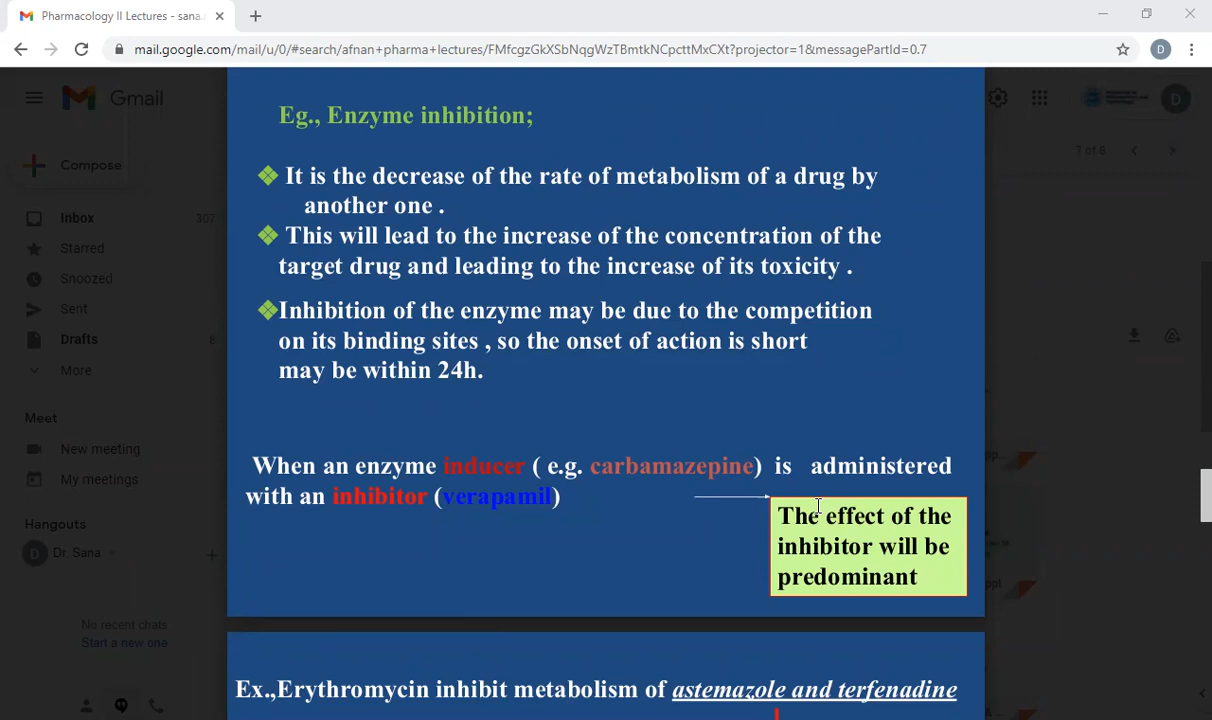 Pharmacology II Lectures - sana.
mail.google.com/mail/u/0/#search/afnan+pharma+lectures/FMfcgzGkXSbNqgWzTBmtkNCpcttMxCXt?projector=1&messagePartId=0.7
D
Gmail
D
Compose
7 of 8
Inbox 307
Starred
Snoozed
Sent
Drafts 8
More
Meet
New meeting
My meetings
Hangouts
D Dr Sana
No recent chats
Start a new one
Eg., Enzyme inhibition;
It is the decrease of the rate of metabolism of a drug by
another one .
This will lead to the increase of the concentration of the
target drug and leading to the increase of its toxicity .
Inhibition of the enzyme may be due to the competition
on its binding sites , so the onset of action is short
may be within 24h.
When an enzyme inducer ( e.g. carbamazepine) is administered
with an inhibitor (verapamil)
The effect of the
inhibitor will be
predominant
Ex.,Erythromycin inhibit metabolism of astemazole and terfenadine